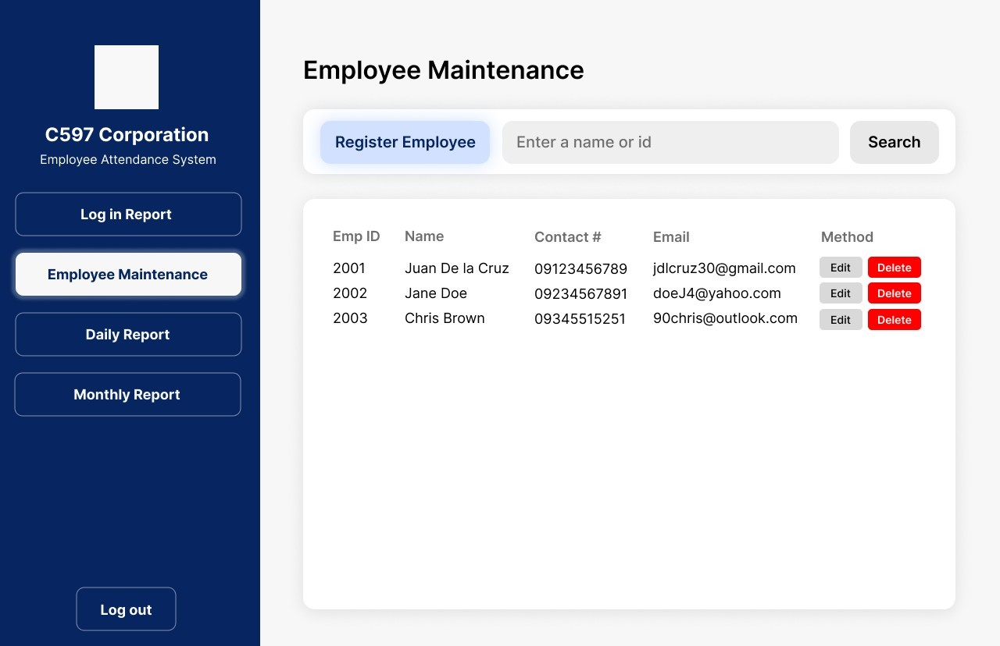 C597 Corporation
Employee Attendance System
Log in Report
Employee Maintenance
Daily Report
Monthly Report
Log out
Employee Maintenance
Register Employee Enter a name or id Search
Emp ID Name Contact # Email Method
2001 Juan De la Cruz 09123456789 jdlcruz30@gmail.com Edit Delete
2002 Jane Doe 09234567891 doeJ4@yahoo.com Edit Delete
2003 Chris Brown 09345515251 90chris@outlook.com Edit Delete